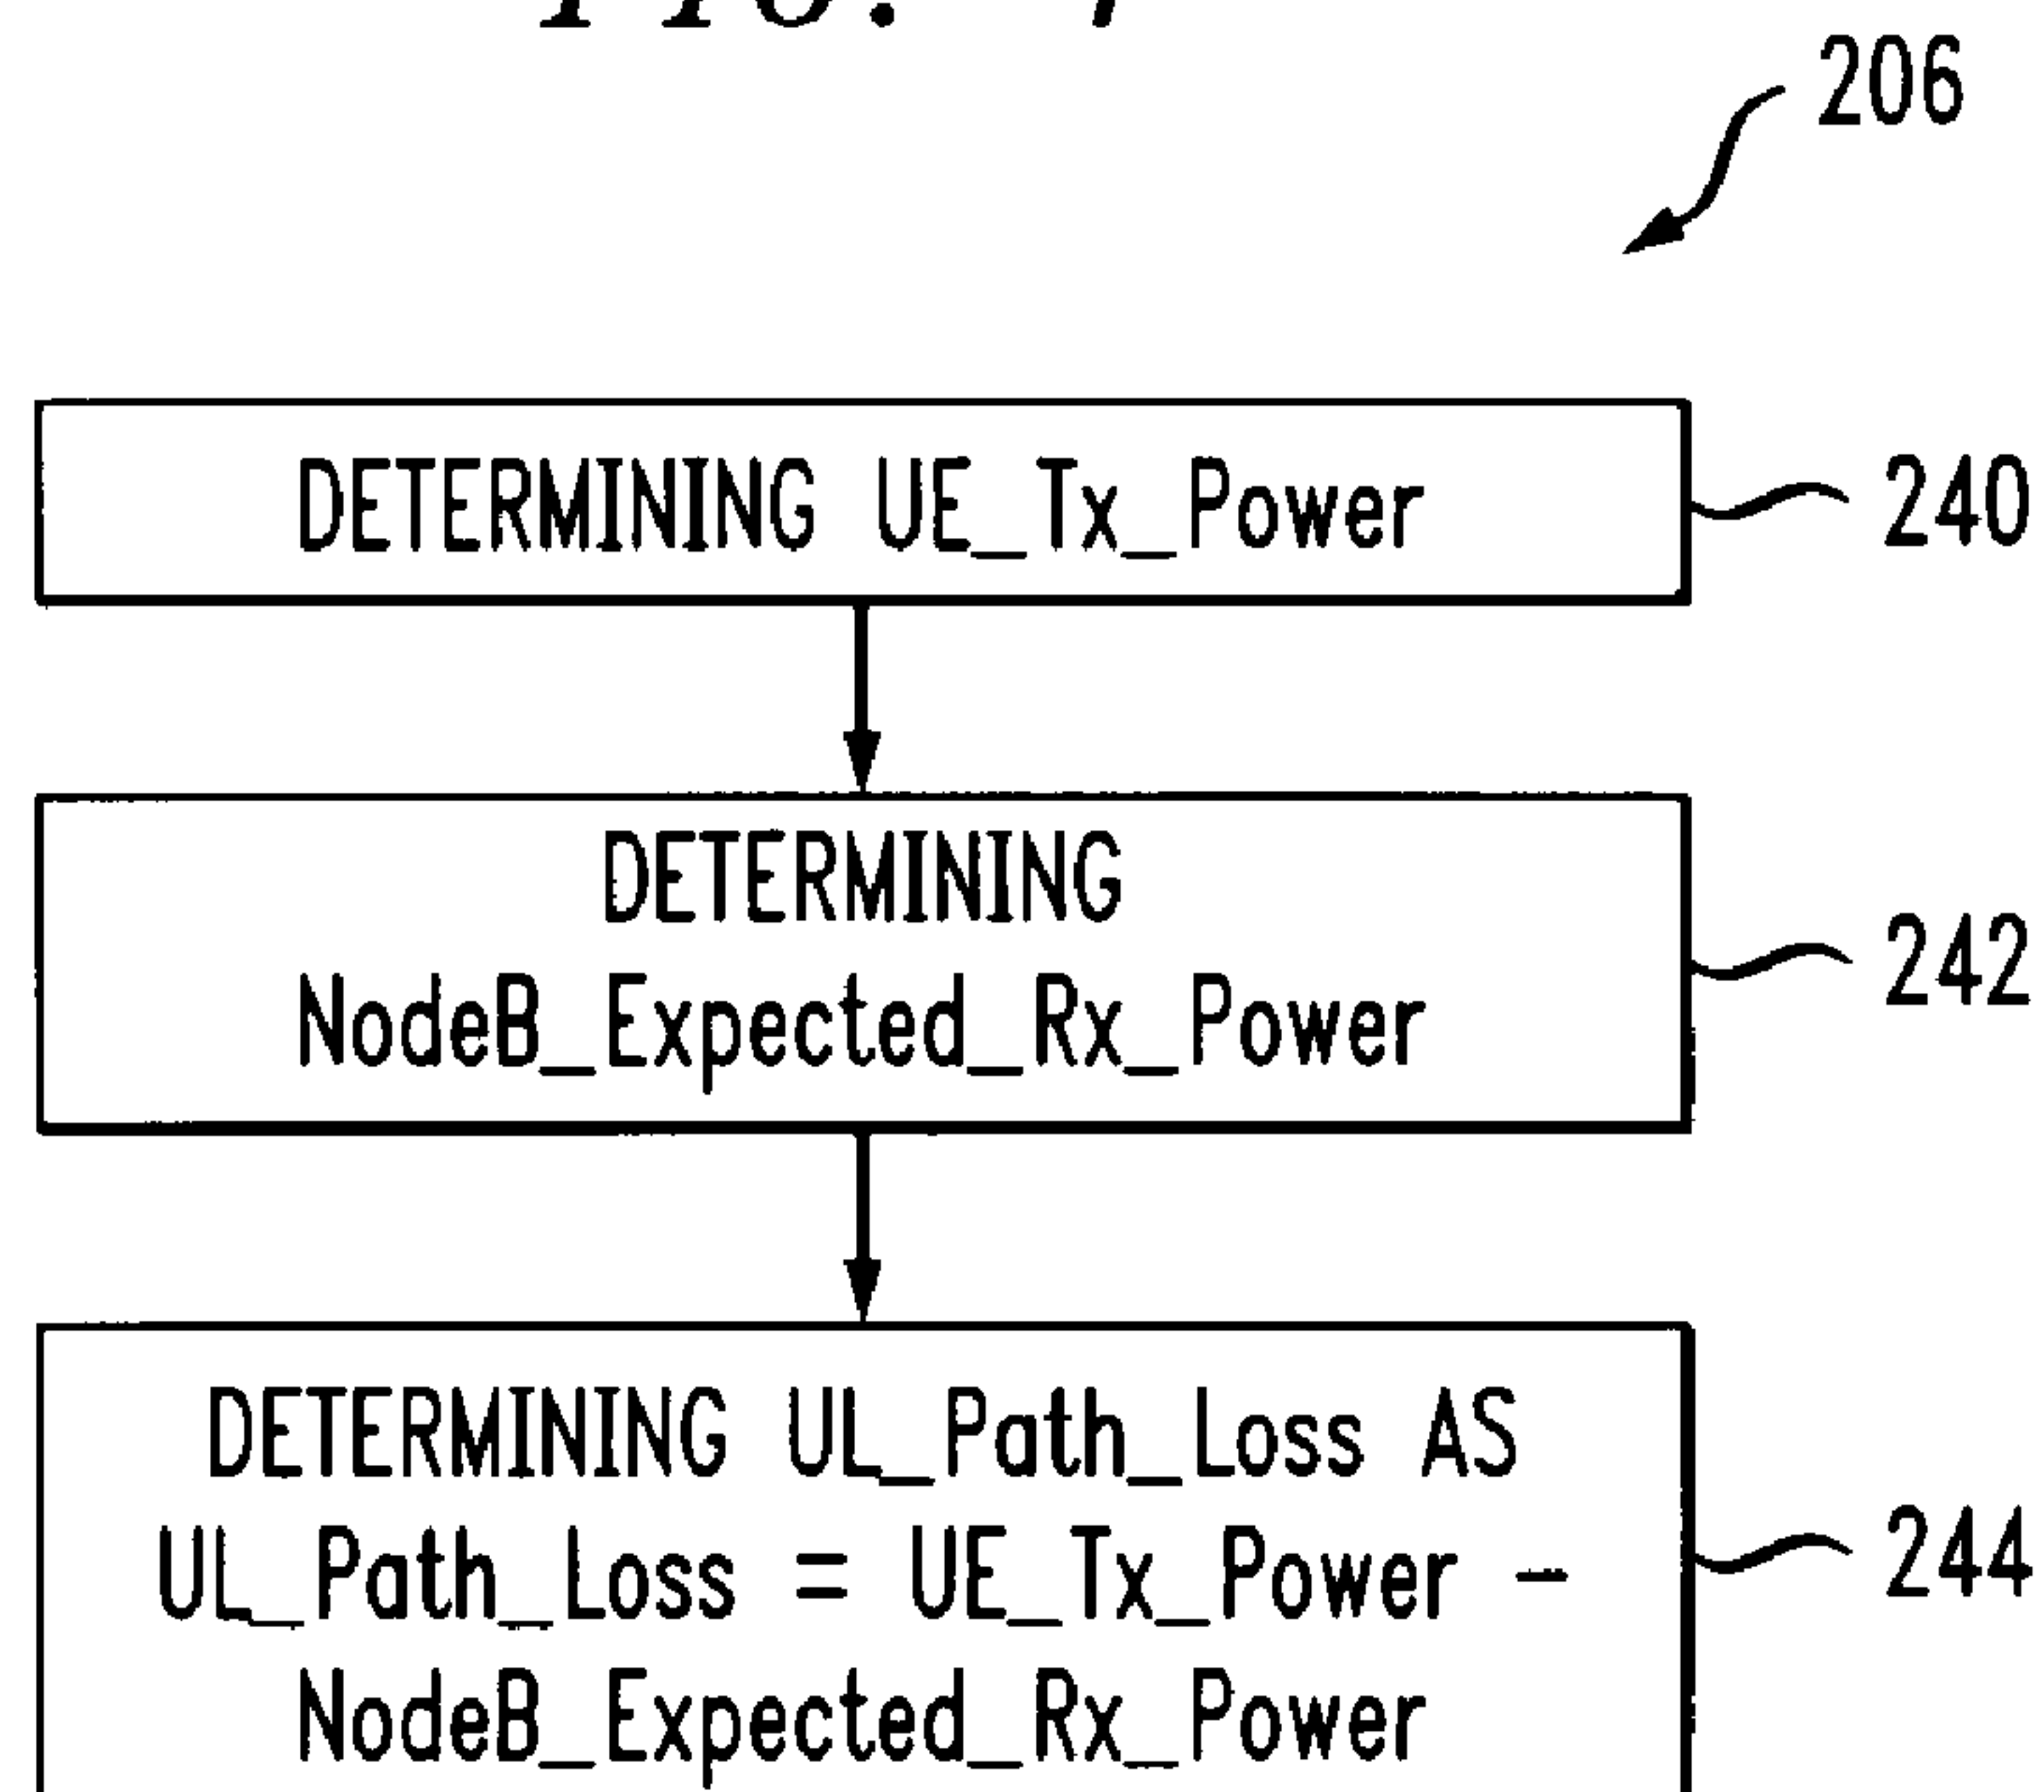 206
DETERMINING UE_Tx_Power
240
DETERMINING
NodeB_Expected_Rx_Power
242
DETERMINING UL_Path_Loss AS
UL_Path_Loss = UE_Tx_Power -
NodeB_Expected_Rx_Power
244